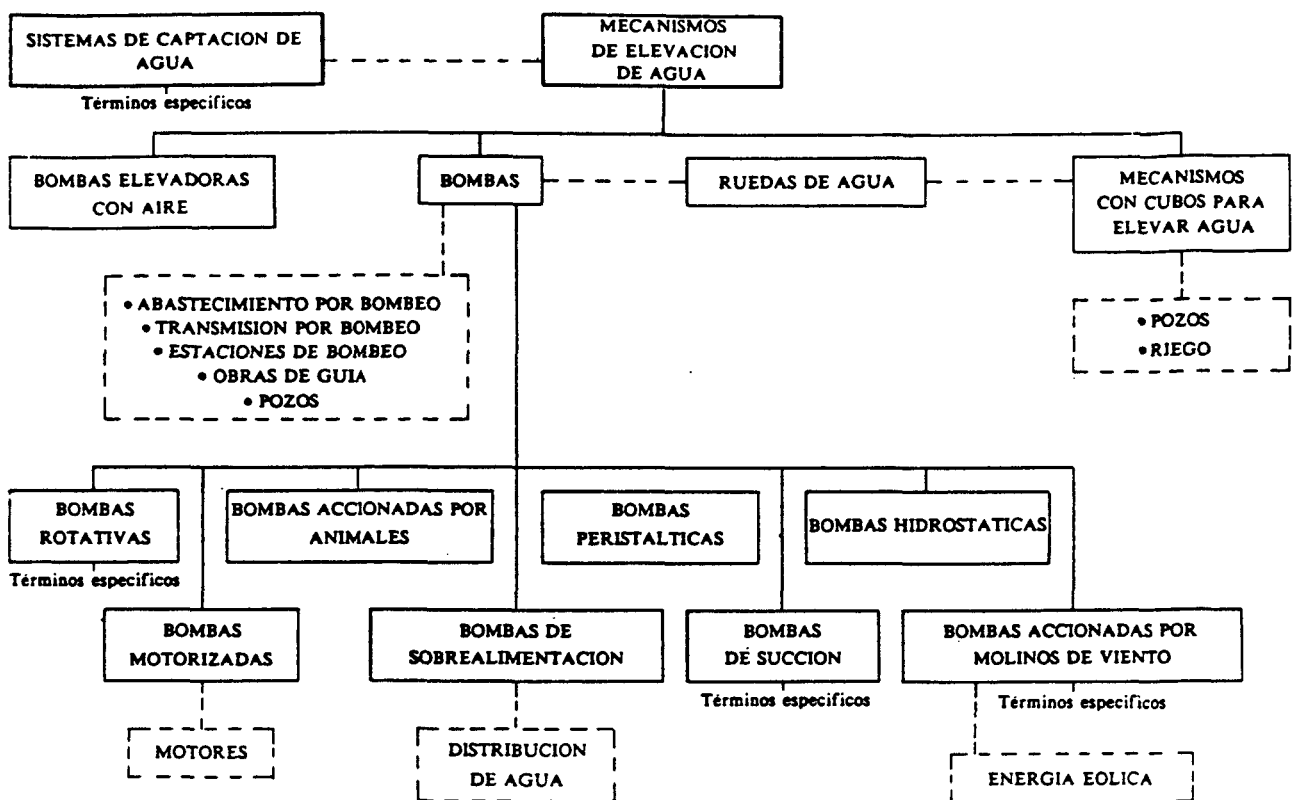 SISTEMAS DE CAPTACION DE
AGUA
Términos específicos
MECANISMOS
DE ELEVACION
DE AGUA
BOMBAS ELEVADORAS
CON AIRE
BOMBAS
RUEDAS DE AGUA
MECANISMOS
CON CUBOS PARA
ELEVAR AGUA
• ABASTECIMIENTO POR BOMBEO
• TRANSMISION POR BOMBEO
• ESTACIONES DE BOMBEO
• OBRAS DE GUIA
• POZOS
• POZOS
• RIEGO
BOMBAS
ROTATIVAS
Términos específicos
BOMBAS ACCIONADAS POR
ANIMALES
BOMBAS
PERISTALTICAS
BOMBAS HIDROSTATICAS
BOMBAS
MOTORIZADAS
BOMBAS DE
SOBREALIMENTACION
BOMBAS
DE SUCCION
Términos específicos
BOMBAS ACCIONADAS POR
MOLINOS DE VIENTO
Términos específicos
MOTORES
DISTRIBUCION
DE AGUA
ENERGIA EOLICA